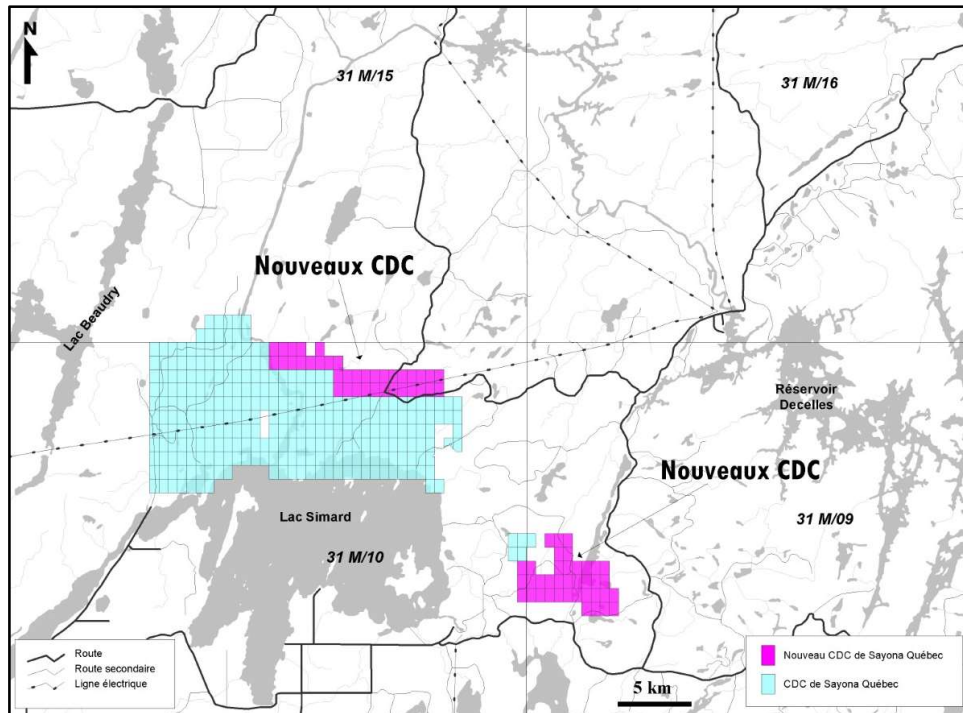 N
31 M/15
31 M/16
Nouveaux CDC
Lac Beaudry
Réservoir
Decelles
Nouveaux CDC
Lac Simard
31 M/09
31 M/10
Route
Route secondaire
Ligne électrique
5 km
Nouveau CDC de Sayona Québec
CDC de Sayona Québec